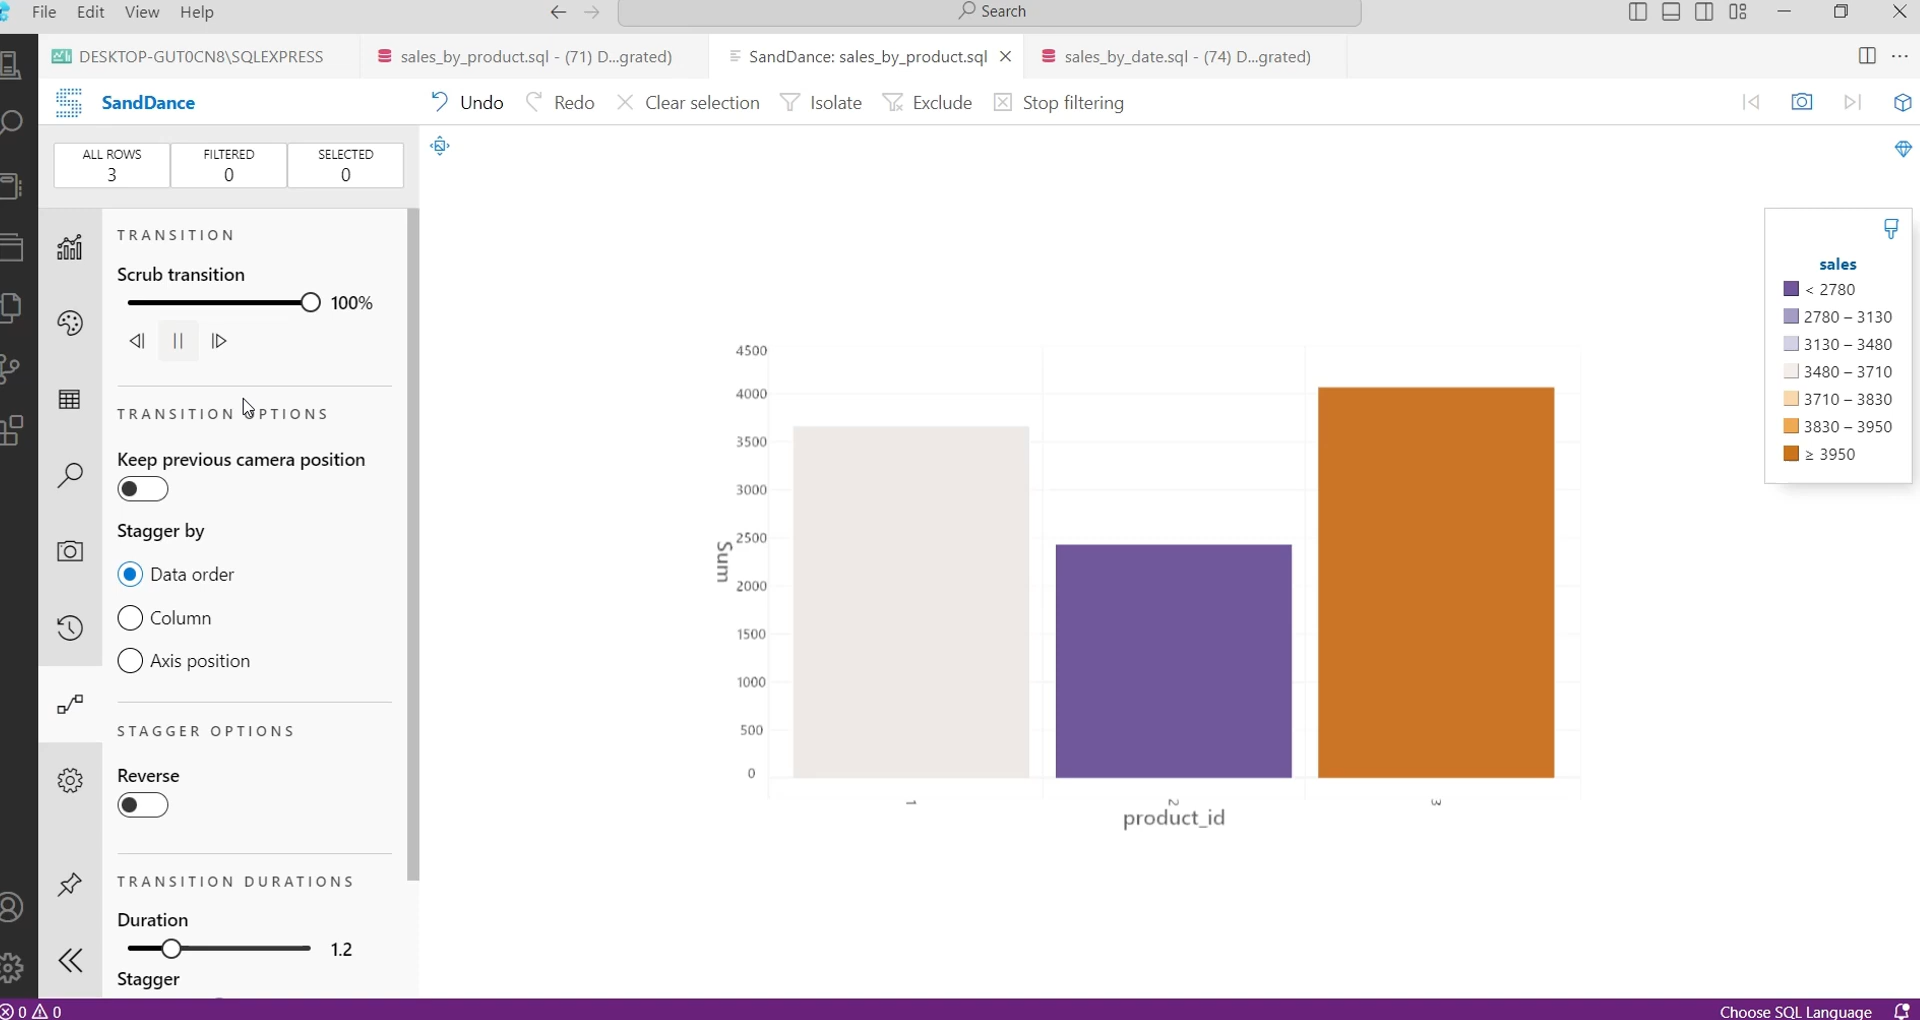 File Edit View Help
Search
DESKTOP-GUT0CN8\SQLEXPRESS
sales_by_product.sql - (71) D...grated)
SandDance: sales_by_product.sql
sales_by_date.sql - (74) D...grated)
SandDance
Undo
Redo
Clear selection
Isolate
Exclude
Stop filtering
ALL ROWS
3
FILTERED
0
SELECTED
0
TRANSITION
Scrub transition
100%
TRANSITION OPTIONS
Keep previous camera position
Stagger by
Data order
Column
Axis position
STAGGER OPTIONS
Reverse
TRANSITION DURATIONS
Duration
1.2
Stagger
4500
4000
3500
3000
2500
2000
1500
1000
500
0
Sum
1
2
3
product_id
sales
< 2780
2780 – 3130
3130 – 3480
3480 – 3710
3710 – 3830
3830 – 3950
≥ 3950
0 0
Choose SQL Language